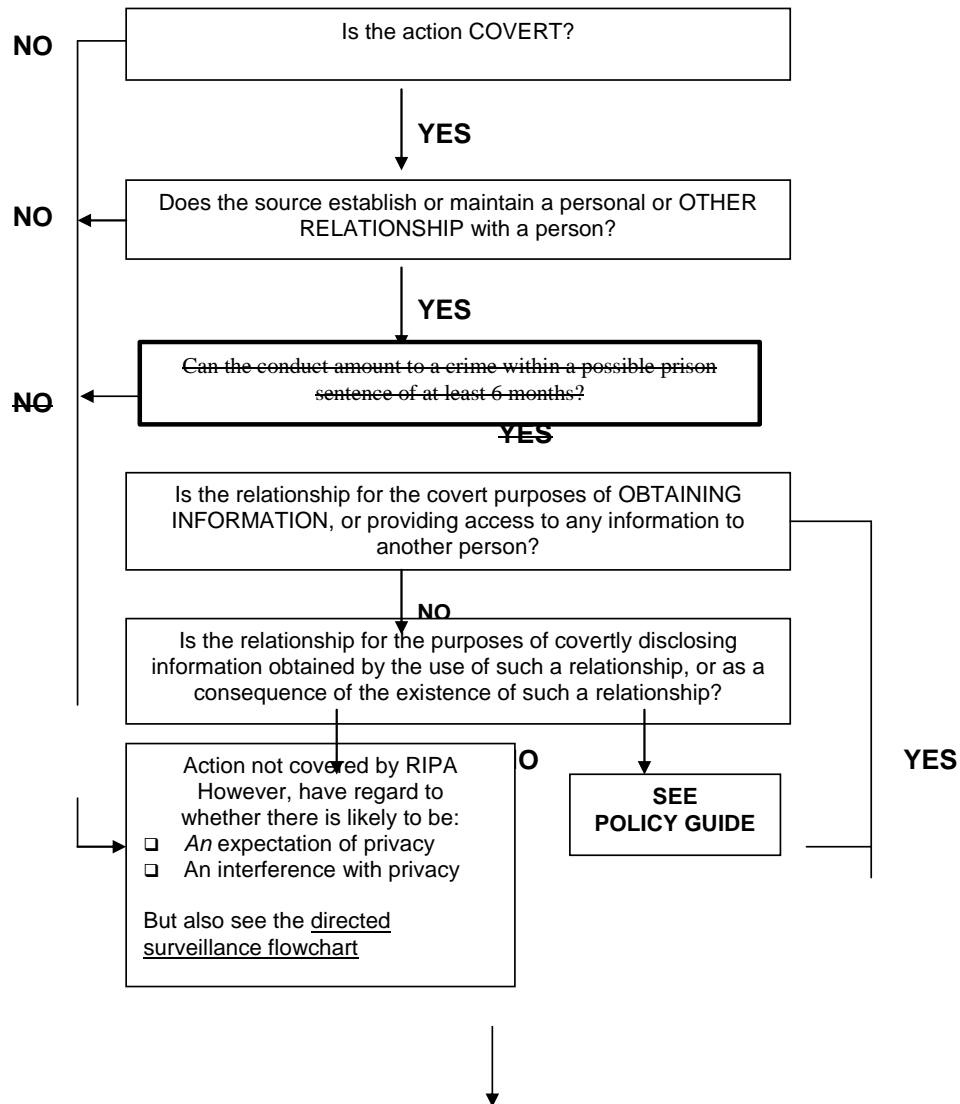 NO
Is the action COVERT?
YES
NO
Does the source establish or maintain a personal or OTHER
RELATIONSHIP with a person?
YES
Can the conduct amount to a crime within a possible prison
sentence of at least 6 months?
NO
YES
Is the relationship for the covert purposes of OBTAINING
INFORMATION, or providing access to any information to
another person?
NO
Is the relationship for the purposes of covertly disclosing
information obtained by the use of such a relationship, or as a
consequence of the existence of such a relationship?
Action not covered by RIPA
However, have regard to
whether there is likely to be:
❑ An expectation of privacy
❑ An interference with privacy
But also see the directed
surveillance flowchart
SEE
POLICY GUIDE
YES